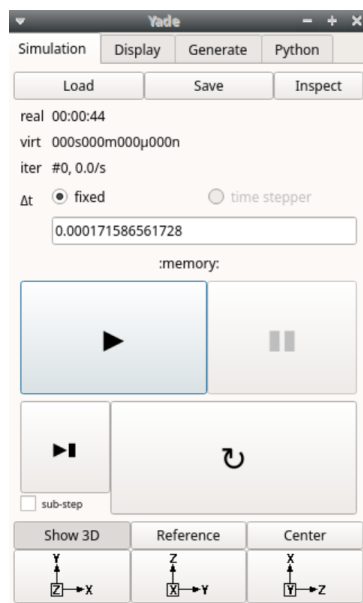 Yade
Simulation Display Generate Python
Load Save Inspect
real 00:00:44
virt 000s000m000μ000n
iter #0, 0.0/s
Δt fixed time stepper
0.000171586561728
:memory:
sub-step
Show 3D Reference Center
Y Z X
Z X X Y Y Z